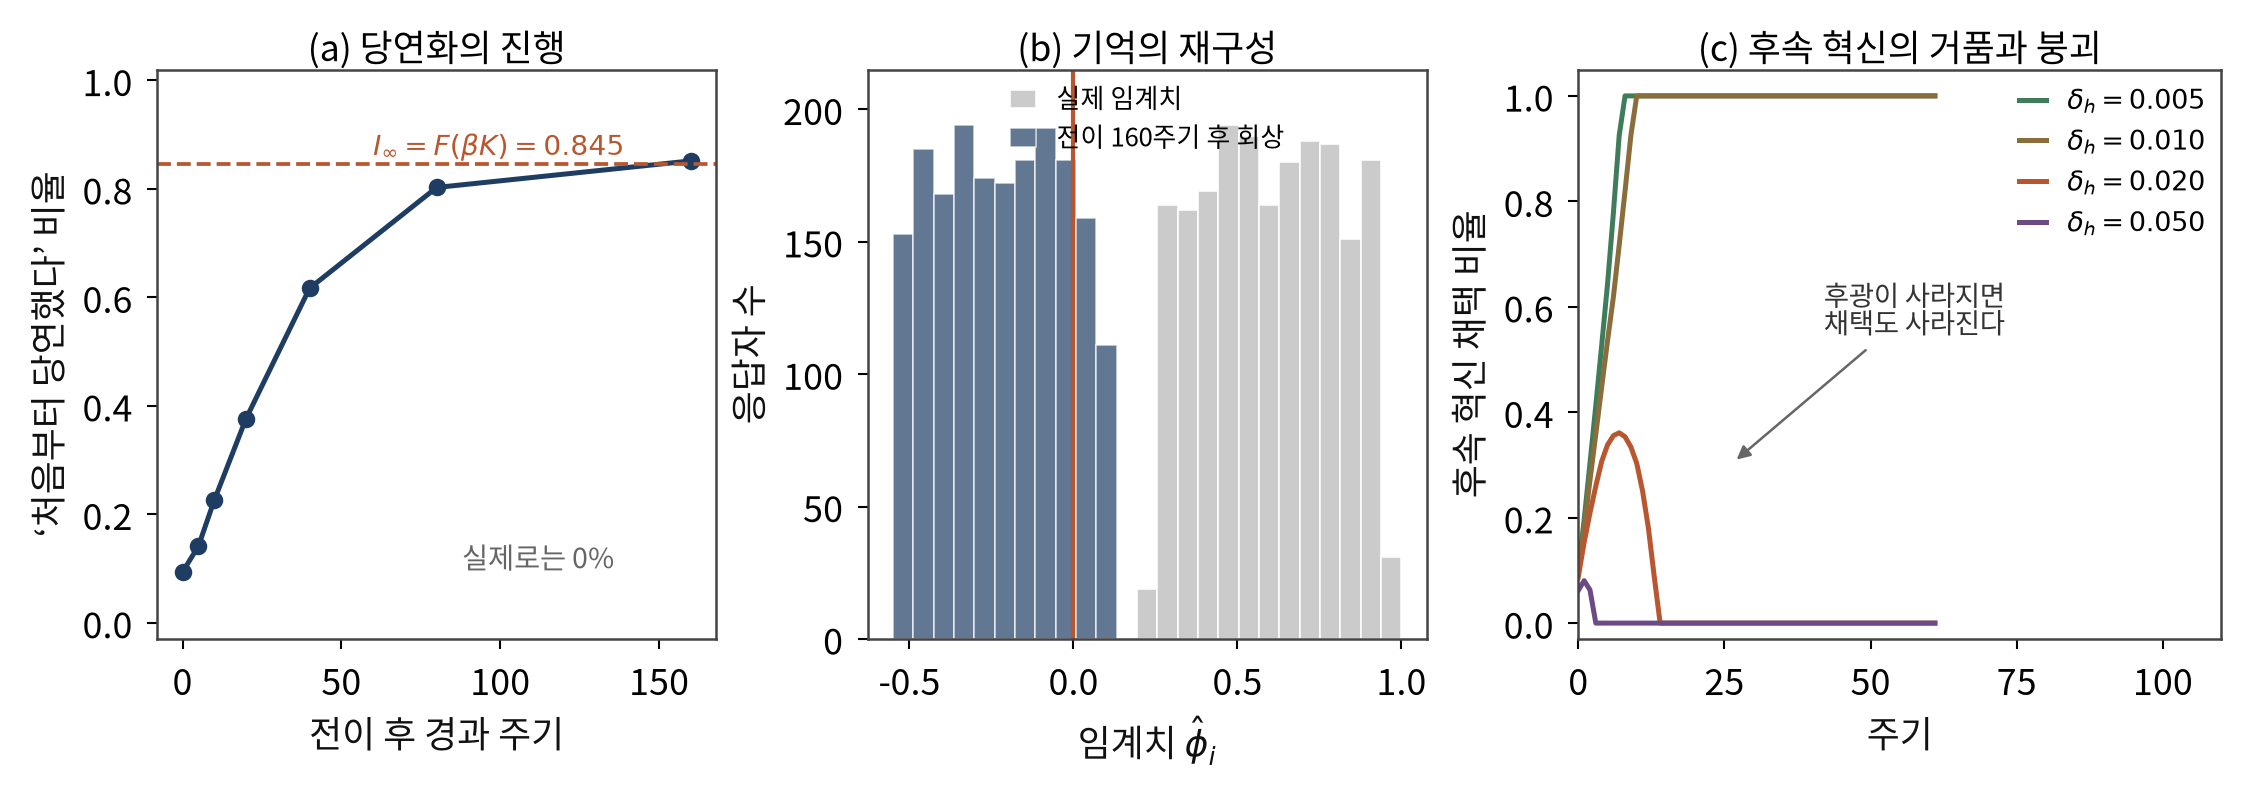 (a) 당연화의 진행
‘처음부터 당연했다’ 비율
1.0
0.8
0.6
0.4
0.2
0.0
I∞ = F(βK) = 0.845
실제로는 0%
0 50 100 150
전이 후 경과 주기
(b) 기억의 재구성
응답자 수
200
150
100
50
0
실제 임계치
전이 160주기 후 회상
-0.5 0.0 0.5 1.0
임계치 ϕ̂i
(c) 후속 혁신의 거품과 붕괴
후속 혁신 채택 비율
1.0
0.8
0.6
0.4
0.2
0.0
δh = 0.005
δh = 0.010
δh = 0.020
δh = 0.050
후광이 사라지면
채택도 사라진다
0 25 50 75 100
주기